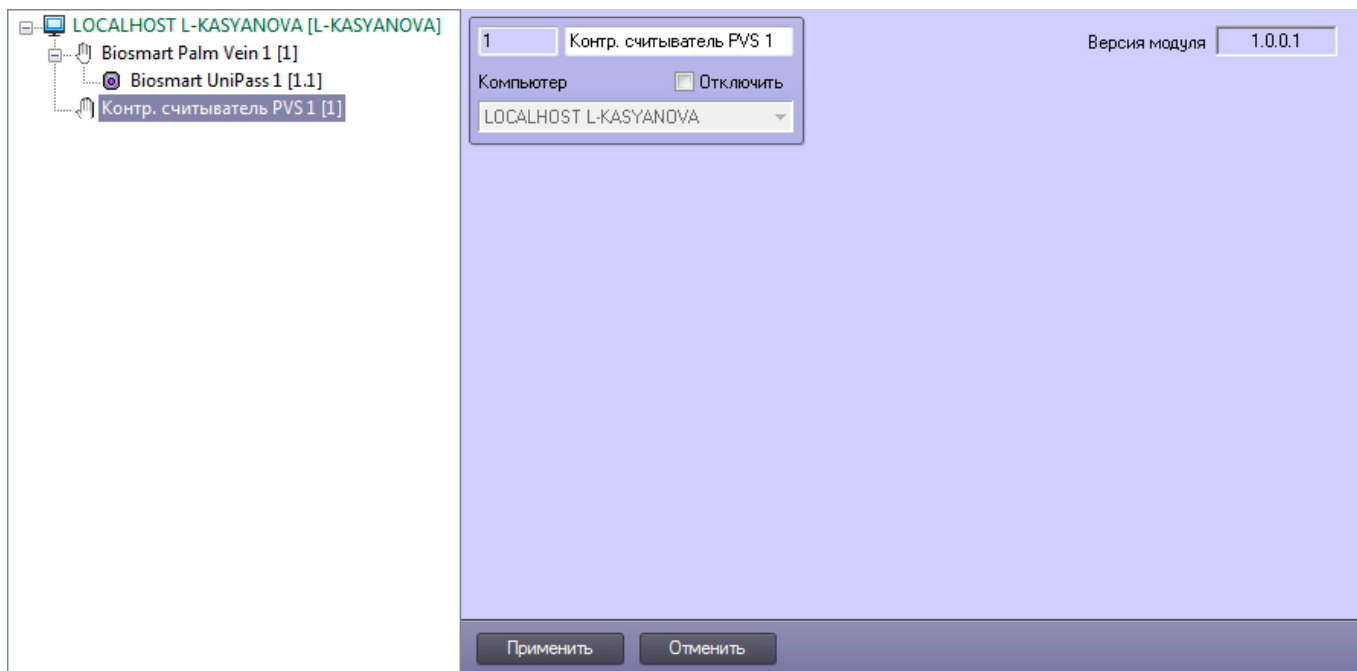 LOCALHOST L-KASYANOVA [L-KASYANOVA]
Biosmart Palm Vein 1 [1]
Biosmart UniPass 1 [1.1]
Контр. считыватель PVS 1 [1]
1
Контр. считыватель PVS 1
Компьютер
Отключить
LOCALHOST L-KASYANOVA
Версия модуля
1.0.0.1
Применить
Отменить